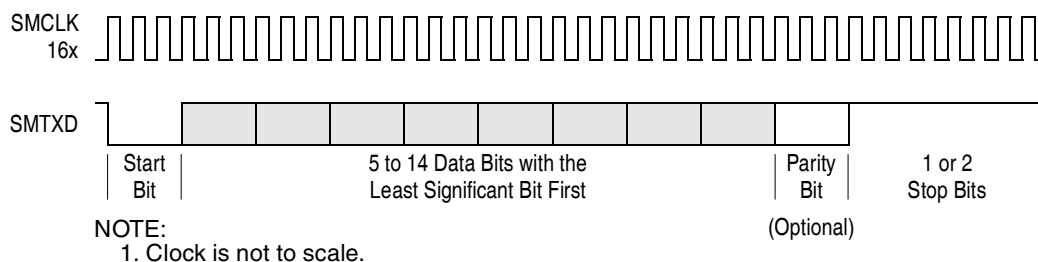 SMCLK
16x
SMTXD
Start
Bit
5 to 14 Data Bits with the
Least Significant Bit First
Parity
Bit
(Optional)
1 or 2
Stop Bits
NOTE:
1. Clock is not to scale.